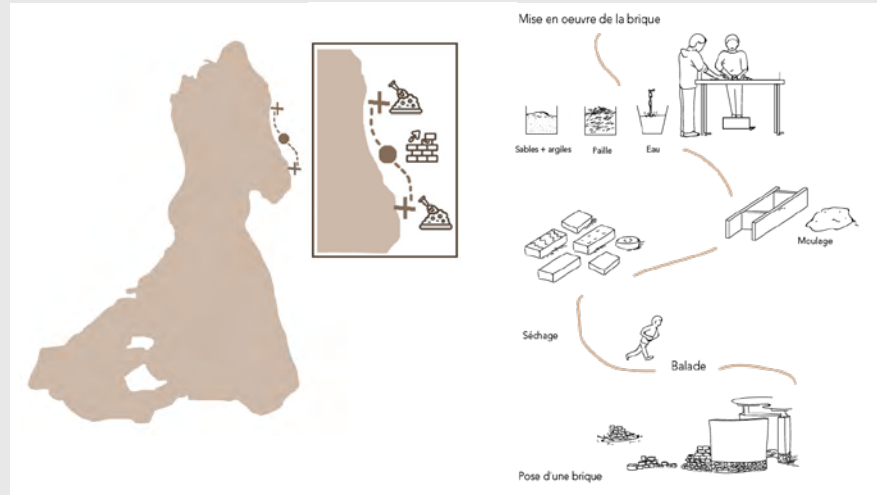 Mise en oeuvre de la brique
Sables + argiles
Paille
Eau
Moulage
Séchage
Balade
Pose d'une brique